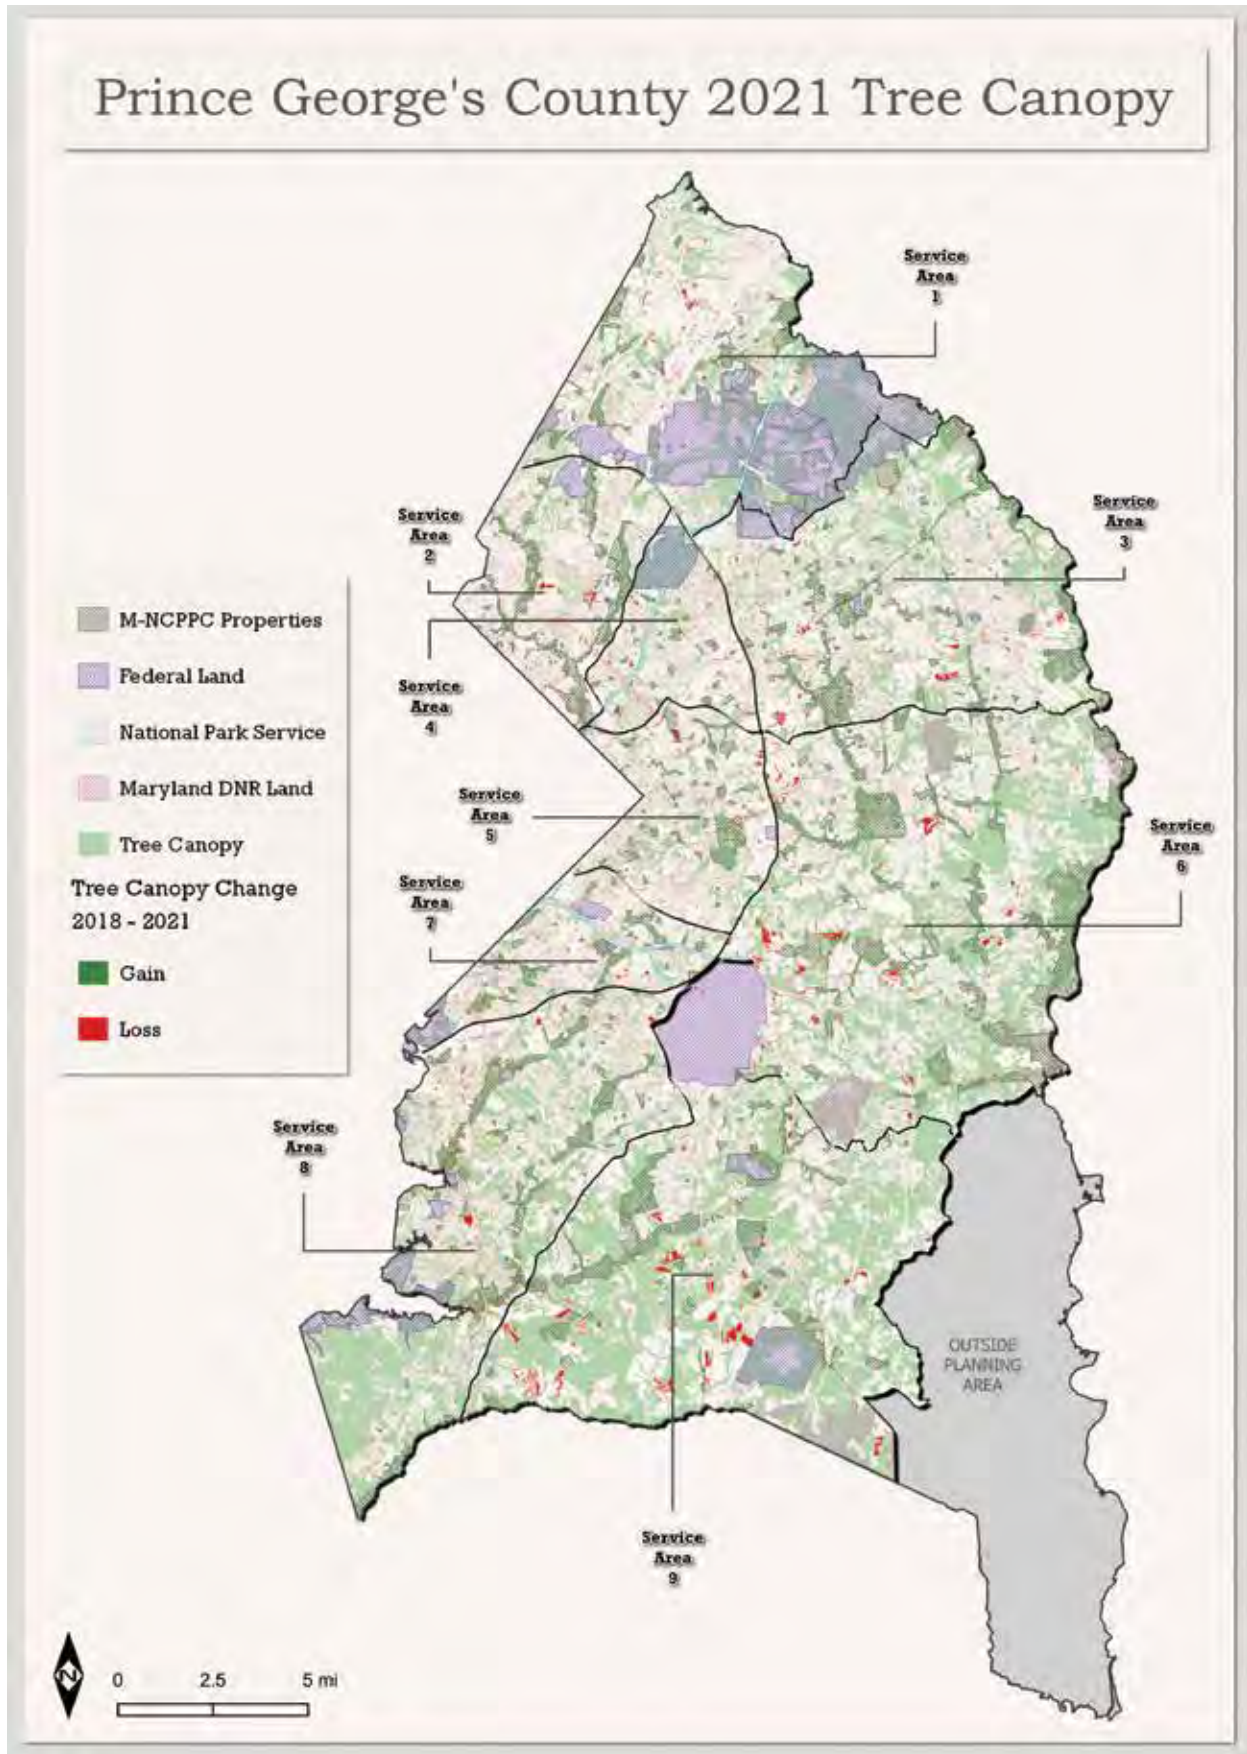 Prince George's County 2021 Tree Canopy
Service
Area
1
Service
Area
2
Service
Area
3
M-NCPPC Properties
Federal Land
National Park Service
Maryland DNR Land
Tree Canopy
Tree Canopy Change
2018 - 2021
Gain
Loss
Service
Area
4
Service
Area
5
Service
Area
6
Service
Area
7
Service
Area
8
OUTSIDE
PLANNING
AREA
Service
Area
9
N
0 2.5 5 mi